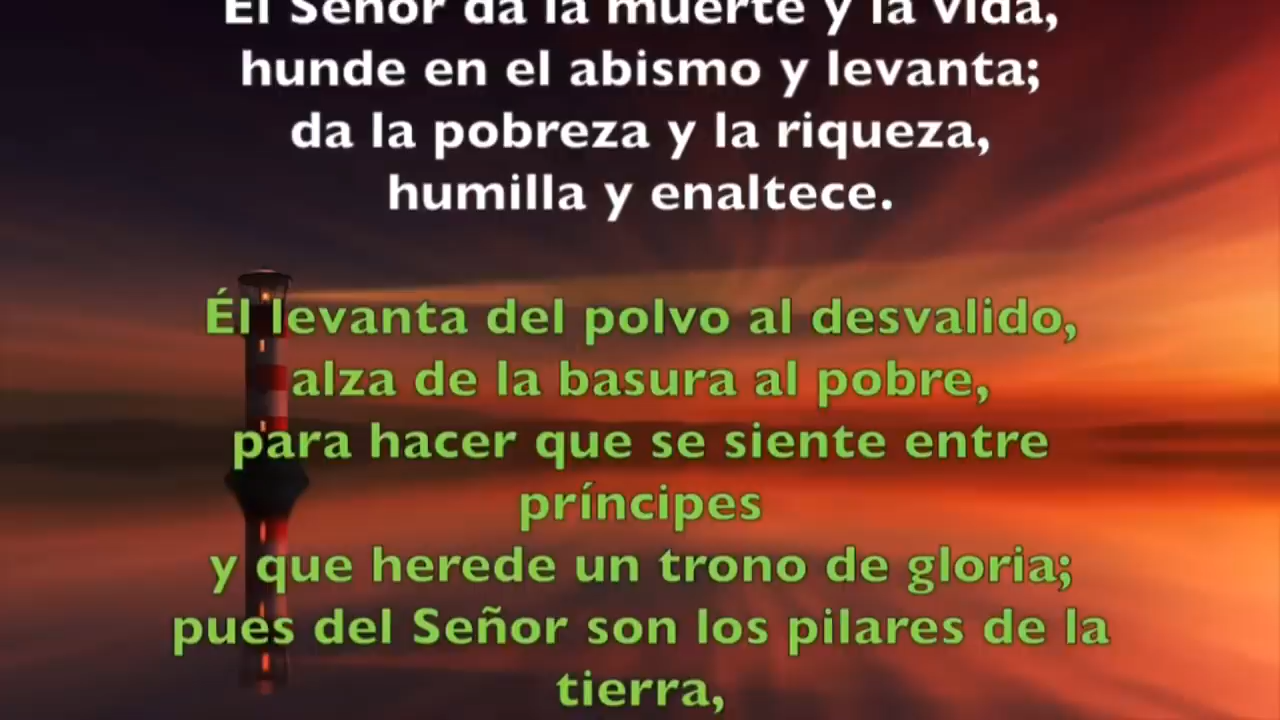 El Señor da la muerte y la vida,
hunde en el abismo y levanta;
da la pobreza y la riqueza,
humilla y enaltece.
Él levanta del polvo al desvalido,
alza de la basura al pobre,
para hacer que se siente entre
príncipes
y que herede un trono de gloria;
pues del Señor son los pilares de la
tierra,